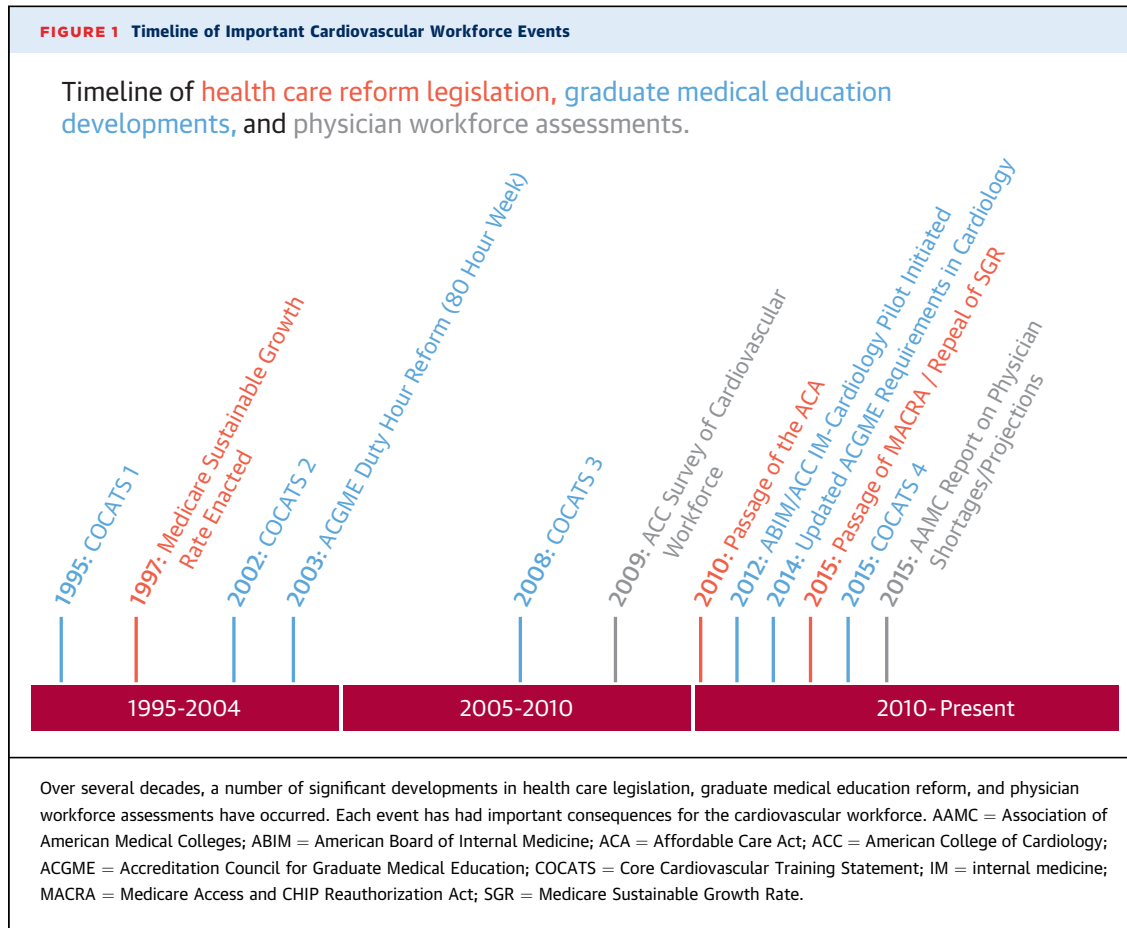 FIGURE 1 Timeline of Important Cardiovascular Workforce Events
Timeline of health care reform legislation, graduate medical education
developments, and physician workforce assessments.
1995: COCATS 1
1997: Medicare Sustainable Growth
Rate Enacted
2002: COCATS 2
2003: ACGME Duty Hour Reform (80 Hour Week)
2008: COCATS 3
2009: ACC Survey of Cardiovascular
Workforce
2010: Passage of the ACA
2012: ABIM/ACC IM-Cardiology Pilot Initiated
2014: Updated ACGME Requirements in Cardiology
2015: Passage of MACRA / Repeal of SGR
2015: COCATS 4
2015: AAMC Report on Physician
Shortages/Projections
1995-2004
2005-2010
2010- Present
Over several decades, a number of significant developments in health care legislation, graduate medical education reform, and physician
workforce assessments have occurred. Each event has had important consequences for the cardiovascular workforce. AAMC = Association of
American Medical Colleges; ABIM = American Board of Internal Medicine; ACA = Affordable Care Act; ACC = American College of Cardiology;
ACGME = Accreditation Council for Graduate Medical Education; COCATS = Core Cardiovascular Training Statement; IM = internal medicine;
MACRA = Medicare Access and CHIP Reauthorization Act; SGR = Medicare Sustainable Growth Rate.